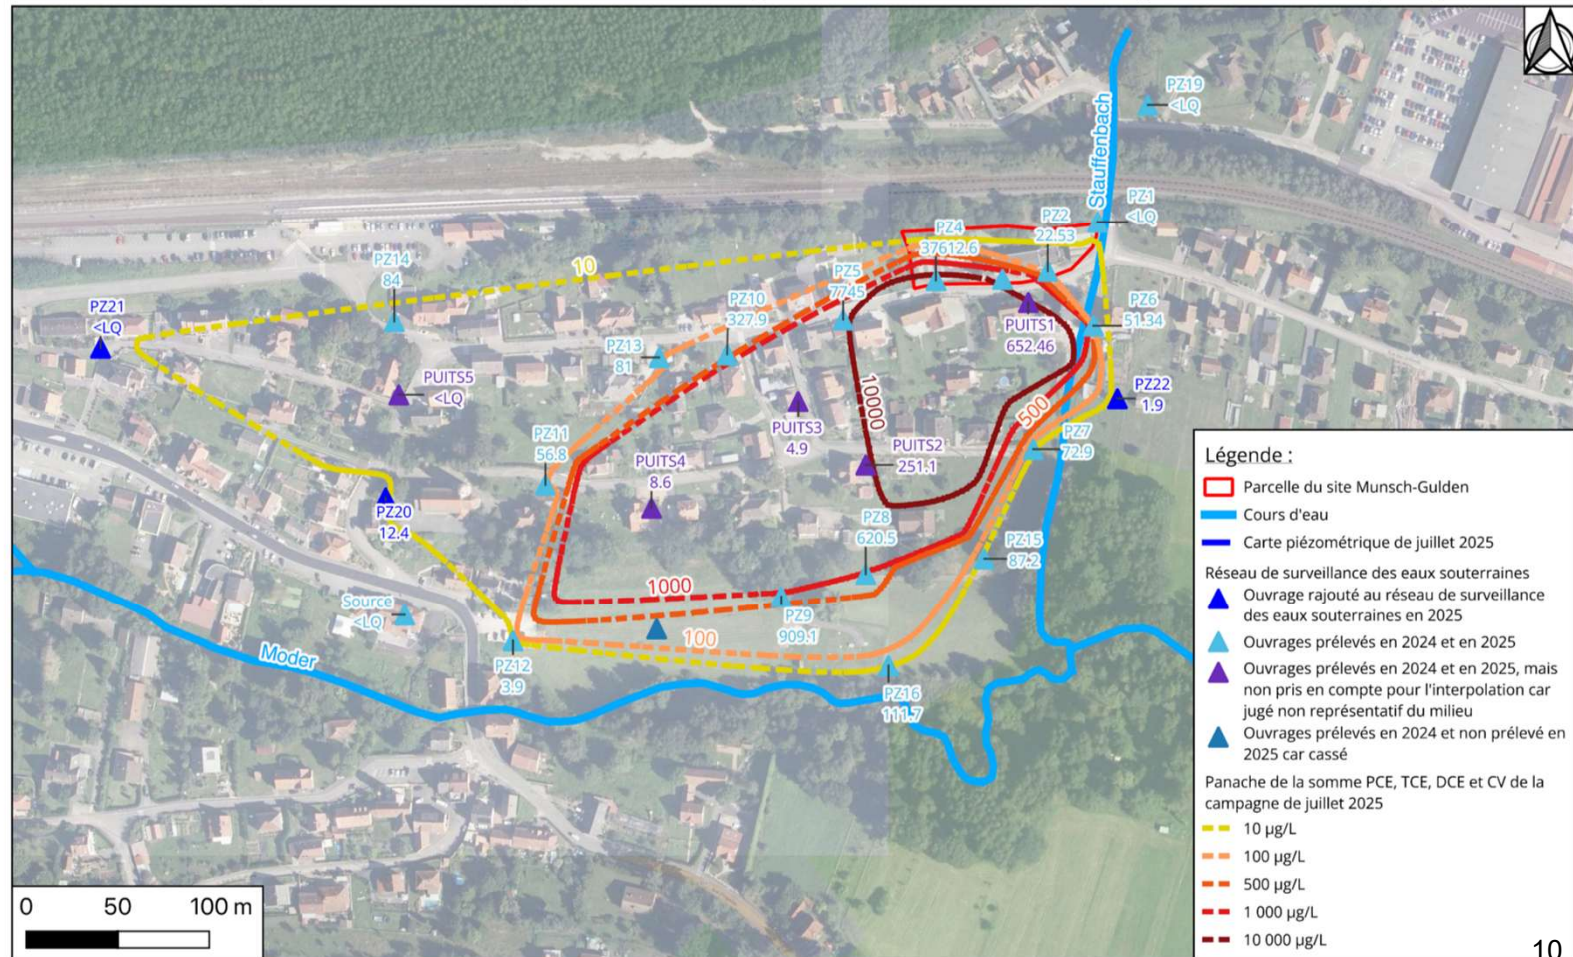 PZ19
<LQ
Stauffenbach
PZ1
<LQ
PZ4
37612.6
PZ2
22.53
10
PZ14
84
PZ5
7745
PZ21
<LQ
PZ10
327.9
PZ6
51.34
PUITS1
652.46
PZ13
81
PUITS5
<LQ
PZ22
1.9
10000
500
PUITS3
4.9
PZ7
72.9
PZ11
56.8
PUITS2
251.1
PUITS4
8.6
PZ20
12.4
PZ8
620.5
PZ15
87.2
1000
Source
<LQ
PZ9
909.1
100
Moder
PZ12
3.9
PZ16
111.7
Légende :
Parcelle du site Munsch-Gulden
Cours d'eau
Carte piézométrique de juillet 2025
Réseau de surveillance des eaux souterraines
Ouvrage rajouté au réseau de surveillance
des eaux souterraines en 2025
Ouvrages prélevés en 2024 et en 2025
Ouvrages prélevés en 2024 et en 2025, mais
non pris en compte pour l'interpolation car
jugé non représentatif du milieu
Ouvrages prélevés en 2024 et non prélevé en
2025 car cassé
Panache de la somme PCE, TCE, DCE et CV de la
campagne de juillet 2025
10 µg/L
100 µg/L
500 µg/L
1 000 µg/L
10 000 µg/L
0 50 100 m
10